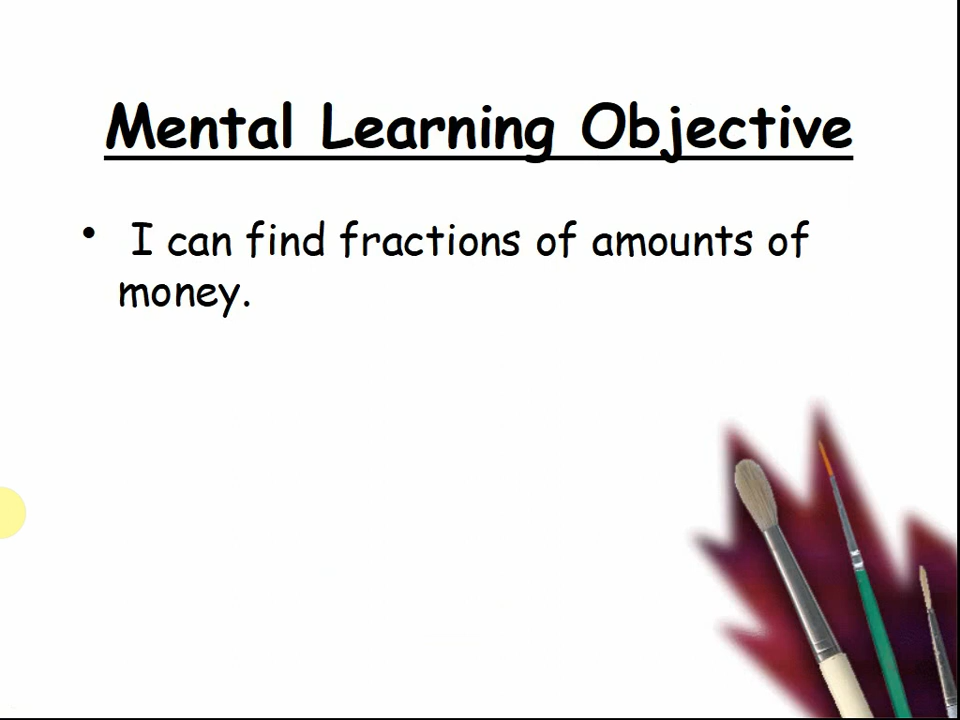 Mental Learning Objective
• I can find fractions of amounts of
money.